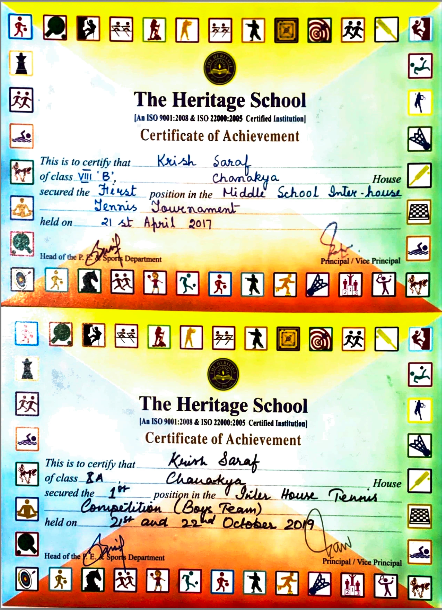 The Heritage School
[An ISO 9001:2008 & ISO 22000:2005 Certified Institution]
Certificate of Achievement
This is to certify that Krish Saraf
of class VIII 'B', Chanakya House
secured the First position in the Middle School Inter-house
Tennis Tournament
held on 21st April 2017
Head of the P. E. & Sports Department Principal / Vice Principal
The Heritage School
[An ISO 9001:2008 & ISO 22000:2005 Certified Institution]
Certificate of Achievement
This is to certify that Krish Saraf
of class XA Chanakya House
secured the 1st position in the Inter House Tennis
Competition (Boys Team)
held on 21st and 22nd October 2019
Head of the P. E. & Sports Department Principal / Vice Principal